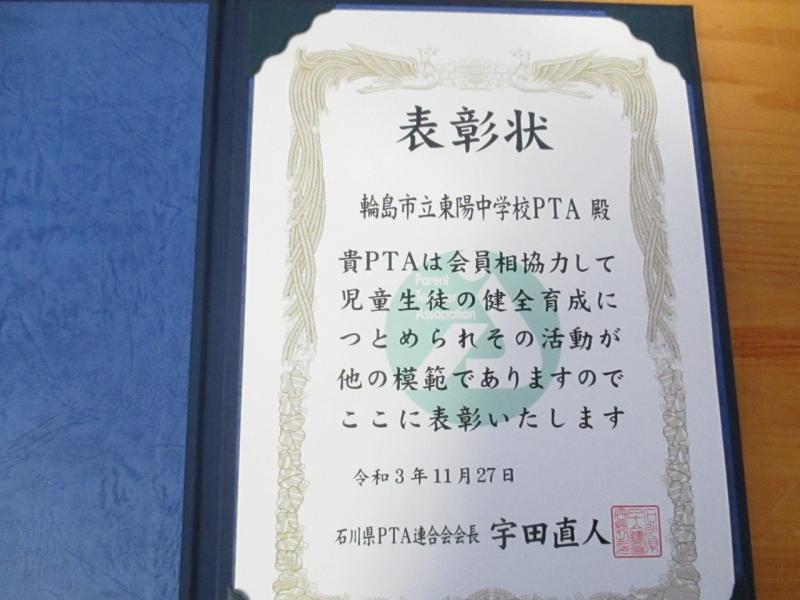 表彰状
輪島市立東陽中学校PTA 殿
貴PTAは会員相協力して
児童生徒の健全育成に
つとめられその活動が
他の模範でありますので
ここに表彰いたします
Parent
Association
令和3年11月27日
石川県PTA連合会会長 宇田直人